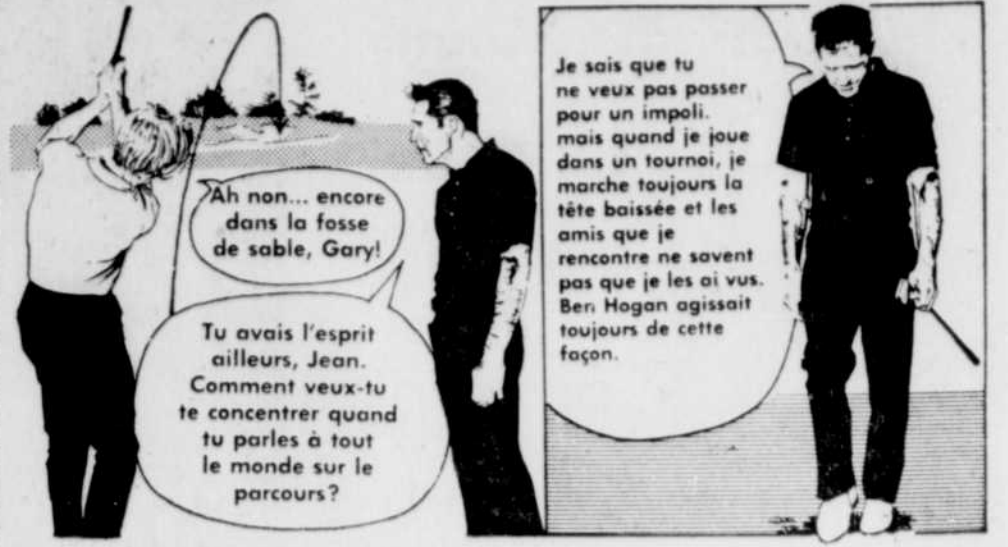 Ah non... encore
dans la fosse
de sable, Gary!
Tu avais l'esprit
ailleurs, Jean.
Comment veux-tu
te concentrer quand
tu parles à tout
le monde sur le
parcours?
Je sais que tu
ne veux pas passer
pour un impoli.
mais quand je joue
dans un tournoi, je
marche toujours la
tête baissée et les
amis que je
rencontre ne savent
pas que je les ai vus.
Ben Hogan agissait
toujours de cette
façon.